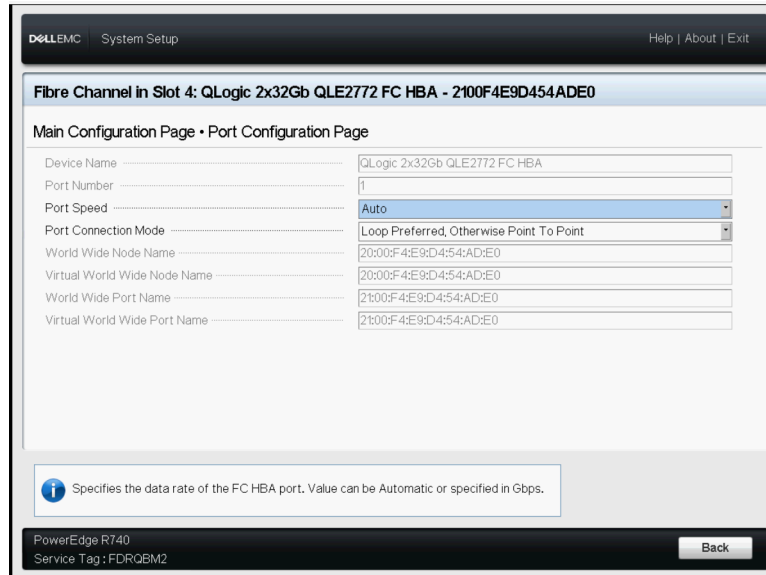 DELLEMC System Setup Help | About | Exit
Fibre Channel in Slot 4: QLogic 2x32Gb QLE2772 FC HBA - 2100F4E9D454ADE0
Main Configuration Page • Port Configuration Page
Device Name QLogic 2x32Gb QLE2772 FC HBA
Port Number 1
Port Speed Auto
Port Connection Mode Loop Preferred, Otherwise Point To Point
World Wide Node Name 20:00:F4:E9:D4:54:AD:E0
Virtual World Wide Node Name 20:00:F4:E9:D4:54:AD:E0
World Wide Port Name 21:00:F4:E9:D4:54:AD:E0
Virtual World Wide Port Name 21:00:F4:E9:D4:54:AD:E0
Specifies the data rate of the FC HBA port. Value can be Automatic or specified in Gbps.
PowerEdge R740
Service Tag : FDRQBM2
Back